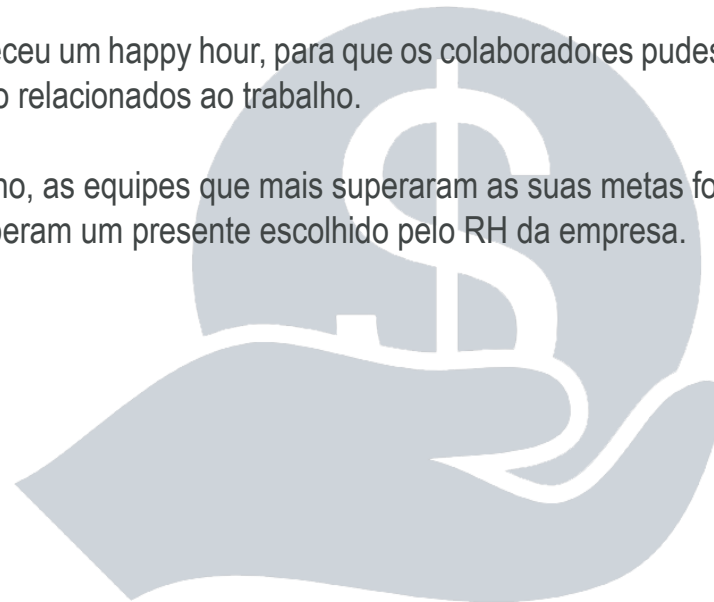 ceu um happy hour, para que os colaboradores pudes
o relacionados ao trabalho.
no, as equipes que mais superaram as suas metas fo
eram um presente escolhido pelo RH da empresa.
$